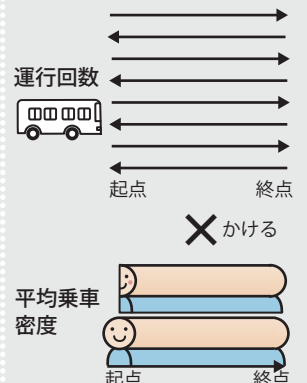 運行回数
起点 終点
かける
平均乗車
密度
起点 終点